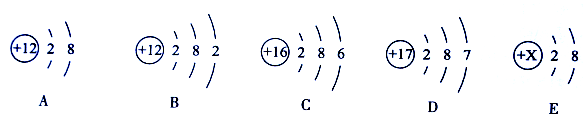 +12 2 8
+12 2 8 2
+16 2 8 6
+17 2 8 7
+X 2 8
A
B
C
D
E